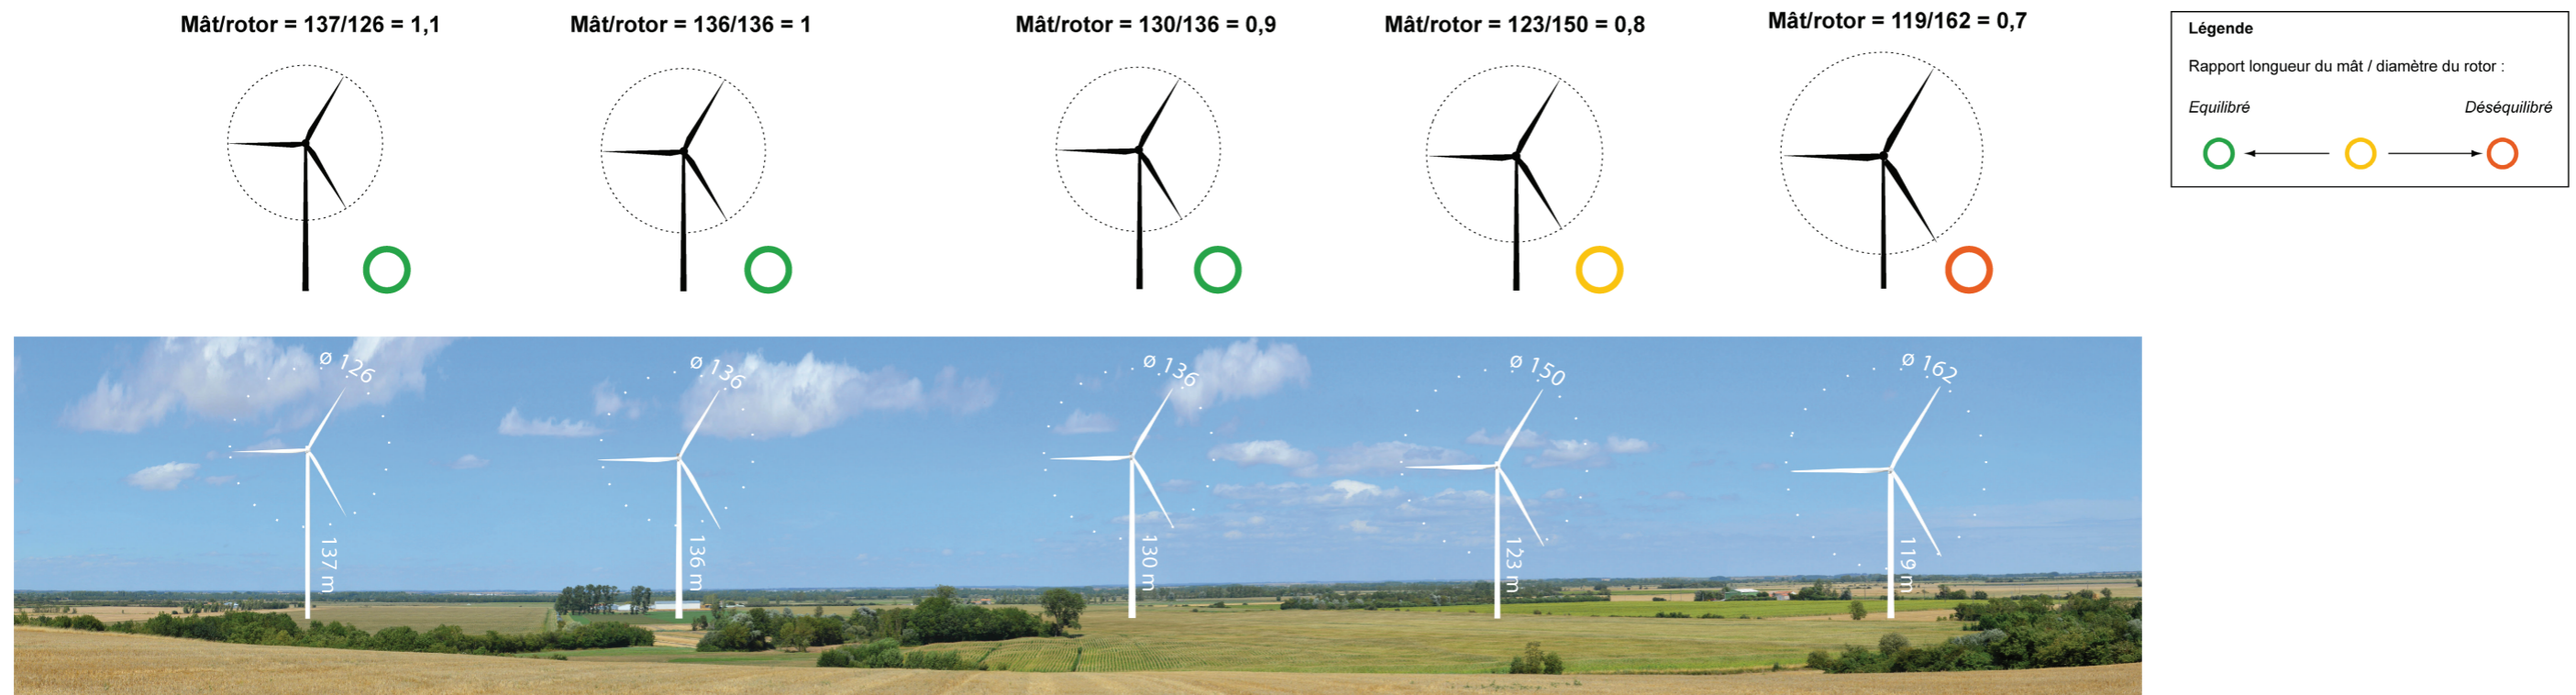 Mât/rotor = 137/126 = 1,1
Mât/rotor = 136/136 = 1
Mât/rotor = 130/136 = 0,9
Mât/rotor = 123/150 = 0,8
Mât/rotor = 119/162 = 0,7
Légende
Rapport longueur du mât / diamètre du rotor :
Equilibré
Déséquilibré
ø 126
ø 136
ø 136
ø 150
ø 162
137 m
136 m
130 m
123 m
119 m